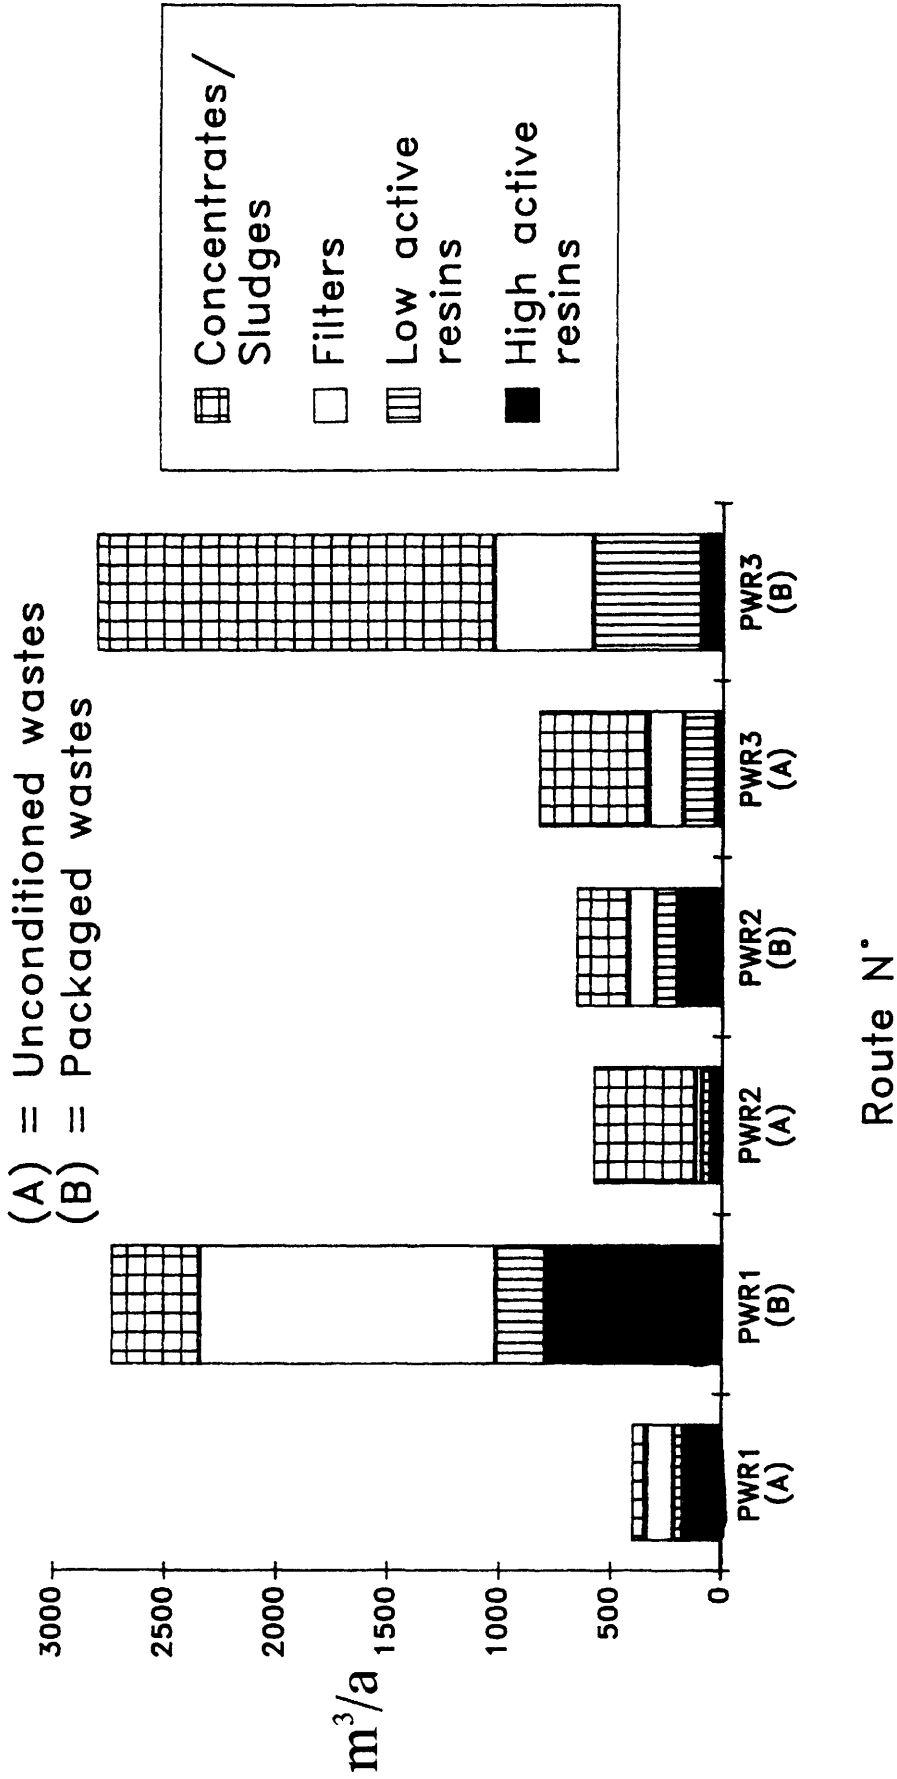 (A) = Unconditioned wastes
(B) = Packaged wastes
m³/a
3000
2500
2000
1500
1000
500
0
PWR1
(A)
PWR1
(B)
PWR2
(A)
PWR2
(B)
PWR3
(A)
PWR3
(B)
Route N°
Concentrates/
Sludges
Filters
Low active
resins
High active
resins